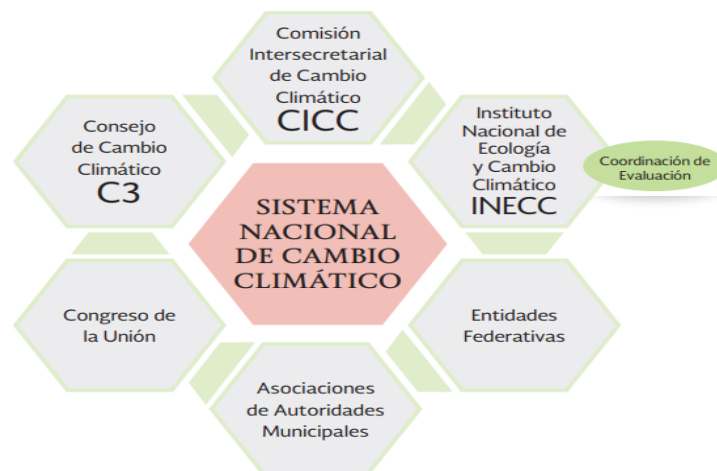 Comisión
Intersecretarial
de Cambio
Climático
CICC
Consejo
de Cambio
Climático
C3
Instituto
Nacional de
Ecología
y Cambio
Climático
INECC
Coordinación de
Evaluación
SISTEMA
NACIONAL
DE CAMBIO
CLIMÁTICO
Congreso de
la Unión
Entidades
Federativas
Asociaciones
de Autoridades
Municipales